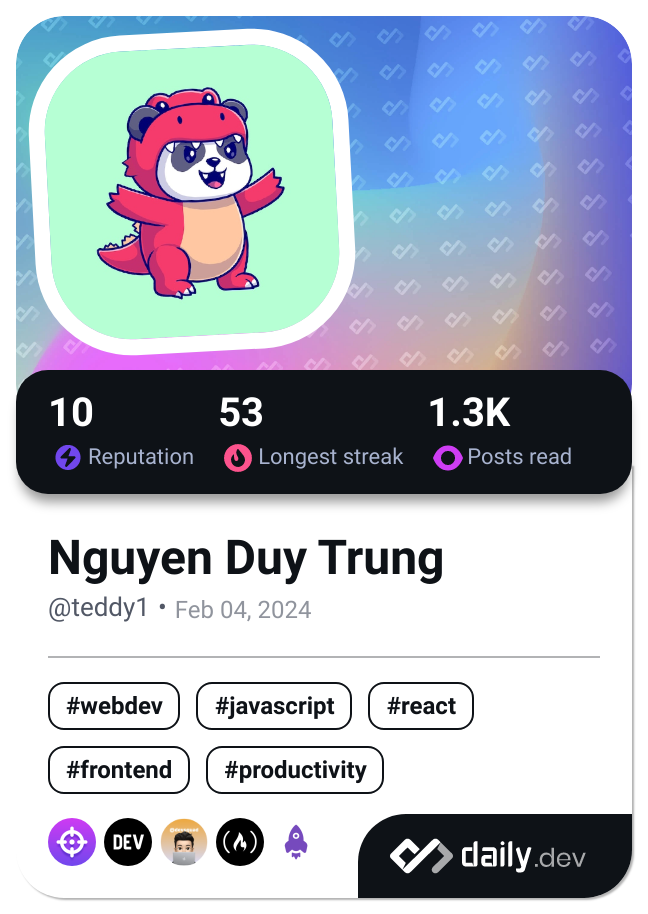 10 53 1.3K
Reputation Longest streak Posts read
Nguyen Duy Trung
@teddy1 • Feb 04, 2024
#webdev #javascript #react
#frontend #productivity
DEV
daily.dev